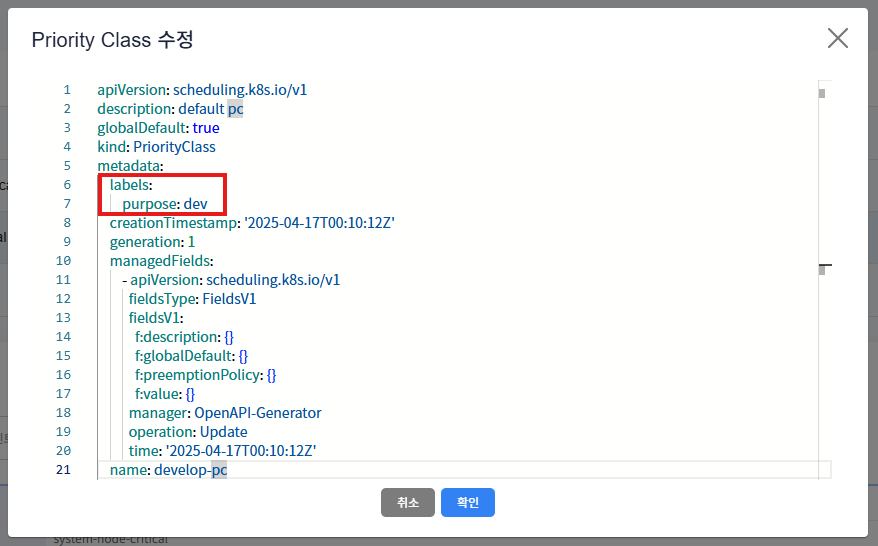 Priority Class 수정
1 apiVersion: scheduling.k8s.io/v1
2 description: default pc
3 globalDefault: true
4 kind: PriorityClass
5 metadata:
6 labels:
7 purpose: dev
8 creationTimestamp: '2025-04-17T00:10:12Z'
9 generation: 1
10 managedFields:
11 - apiVersion: scheduling.k8s.io/v1
12 fieldsType: FieldsV1
13 fieldsV1:
14 f:description: {}
15 f:globalDefault: {}
16 f:preemptionPolicy: {}
17 f:value: {}
18 manager: OpenAPI-Generator
19 operation: Update
20 time: '2025-04-17T00:10:12Z'
21 name: develop-pc
취소 확인
system-node-critical